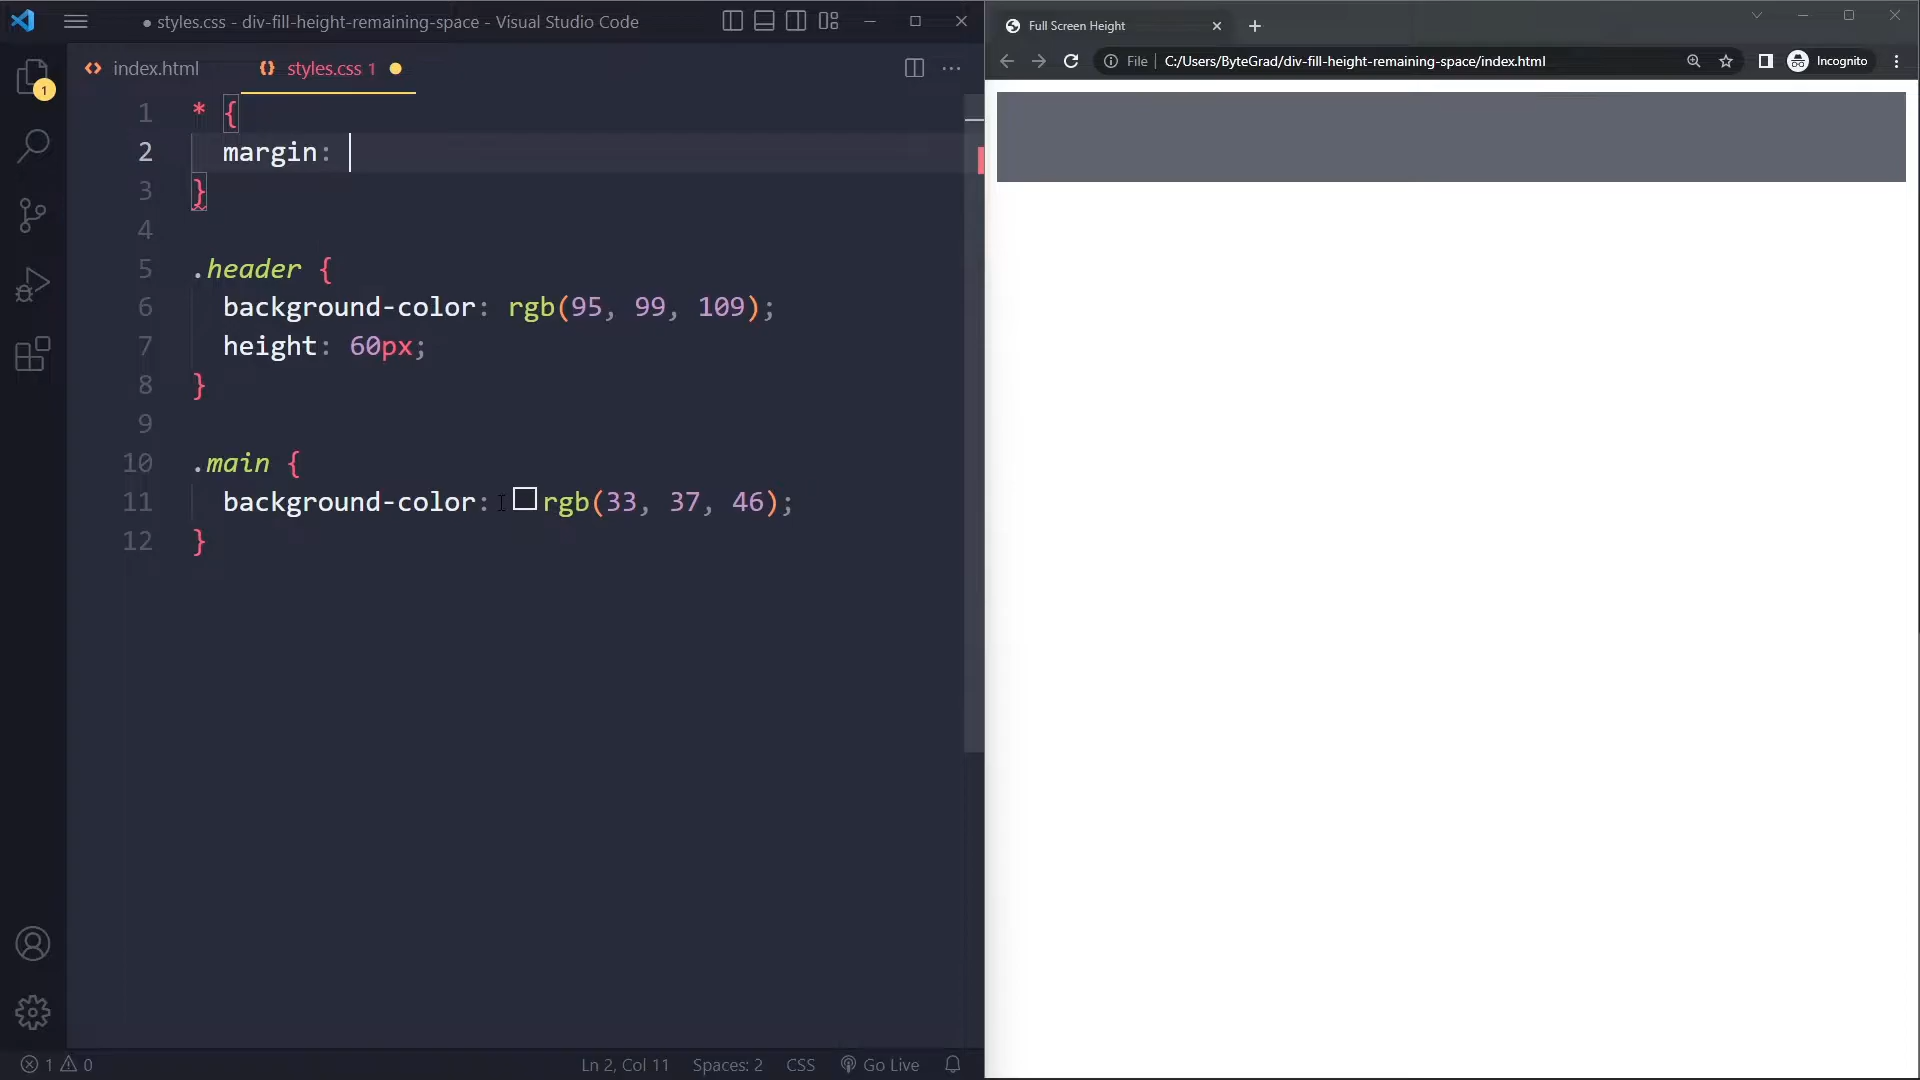 ● styles.css - div-fill-height-remaining-space - Visual Studio Code
index.html
styles.css 1
1 * {
2 margin:
3 }
4
5 .header {
6 background-color: rgb(95, 99, 109);
7 height: 60px;
8 }
9
10 .main {
11 background-color: rgb(33, 37, 46);
12 }
1
1 0
Ln 2, Col 11
Spaces: 2
CSS
Go Live
Full Screen Height
File
C:/Users/ByteGrad/div-fill-height-remaining-space/index.html
Incognito